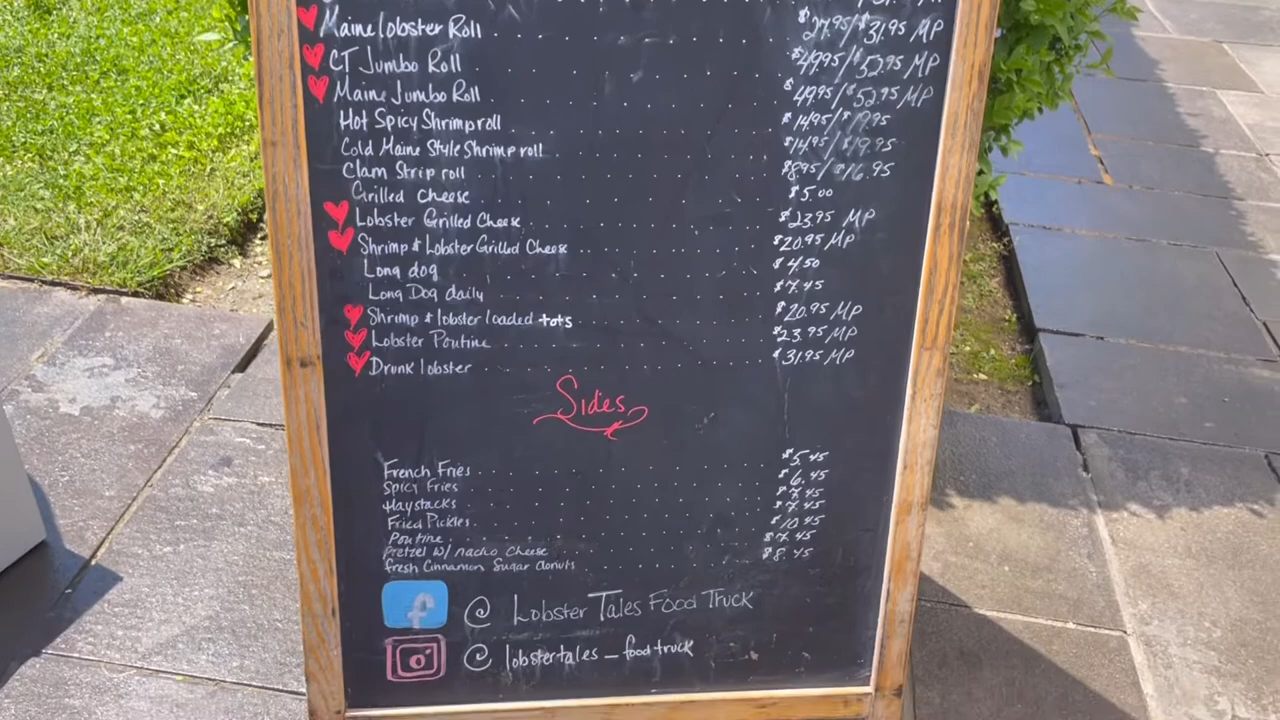 Maine Lobster Roll $27.95/$31.95 MP
CT Jumbo Roll $49.95/$52.95 MP
Maine Jumbo Roll $49.95/$52.95 MP
Hot Spicy Shrimp roll $14.95/$19.95
Cold Maine Style Shrimp roll $14.95/$19.95
Clam Strip roll $8.95/$16.95
Grilled Cheese $5.00
Lobster Grilled Cheese $23.95 MP
Shrimp & Lobster Grilled Cheese $20.95 MP
Long dog $4.50
Long Dog daily $7.45
Shrimp & lobster loaded tots $20.95 MP
Lobster Poutine $23.95 MP
Drunk lobster $31.95 MP
Sides
French Fries $5.45
Spicy Fries $6.45
Haystacks $7.45
Fried Pickles $7.45
Poutine $10.45
Pretzel w/ nacho Cheese $7.45
fresh Cinnamon Sugar donuts $8.45
f @ Lobster Tales Food Truck
@ lobstertales_foodtruck